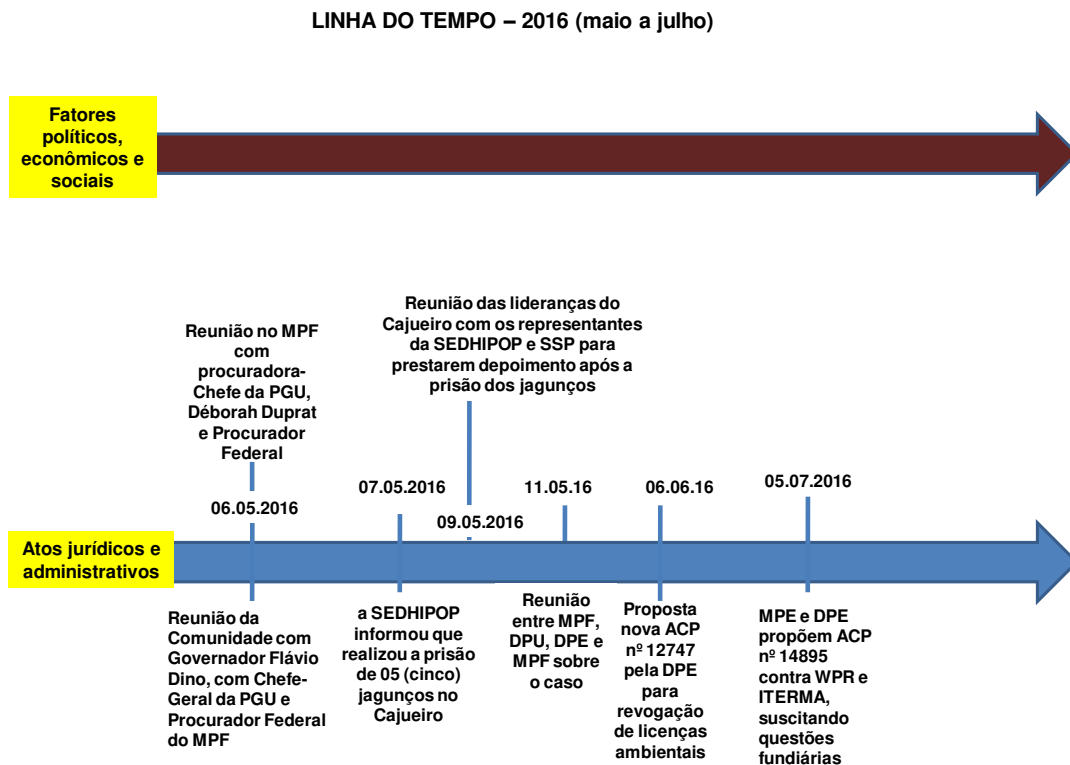 LINHA DO TEMPO – 2016 (maio a julho)
Fatores
políticos,
econômicos e
sociais
Reunião no MPF
com
procuradora-
Chefe da PGU,
Déborah Duprat
e Procurador
Federal
06.05.2016
Reunião da
Comunidade com
Governador Flávio
Dino, com Chefe-
Geral da PGU e
Procurador Federal
do MPF
07.05.2016
a SEDHIPOP
informou que
realizou a prisão
de 05 (cinco)
jagunços no
Cajueiro
Reunião das lideranças do
Cajueiro com os representantes
da SEDHIPOP e SSP para
prestarem depoimento após a
prisão dos jagunços
09.05.2016
11.05.16
Reunião
entre MPF,
DPU, DPE e
MPF sobre
o caso
06.06.16
Proposta
nova ACP
nº 12747
pela DPE
para
revogação
de licenças
ambientais
05.07.2016
MPE e DPE
propõem ACP
nº 14895
contra WPR e
ITERMA,
suscitando
questões
fundiárias
Atos jurídicos e
administrativos